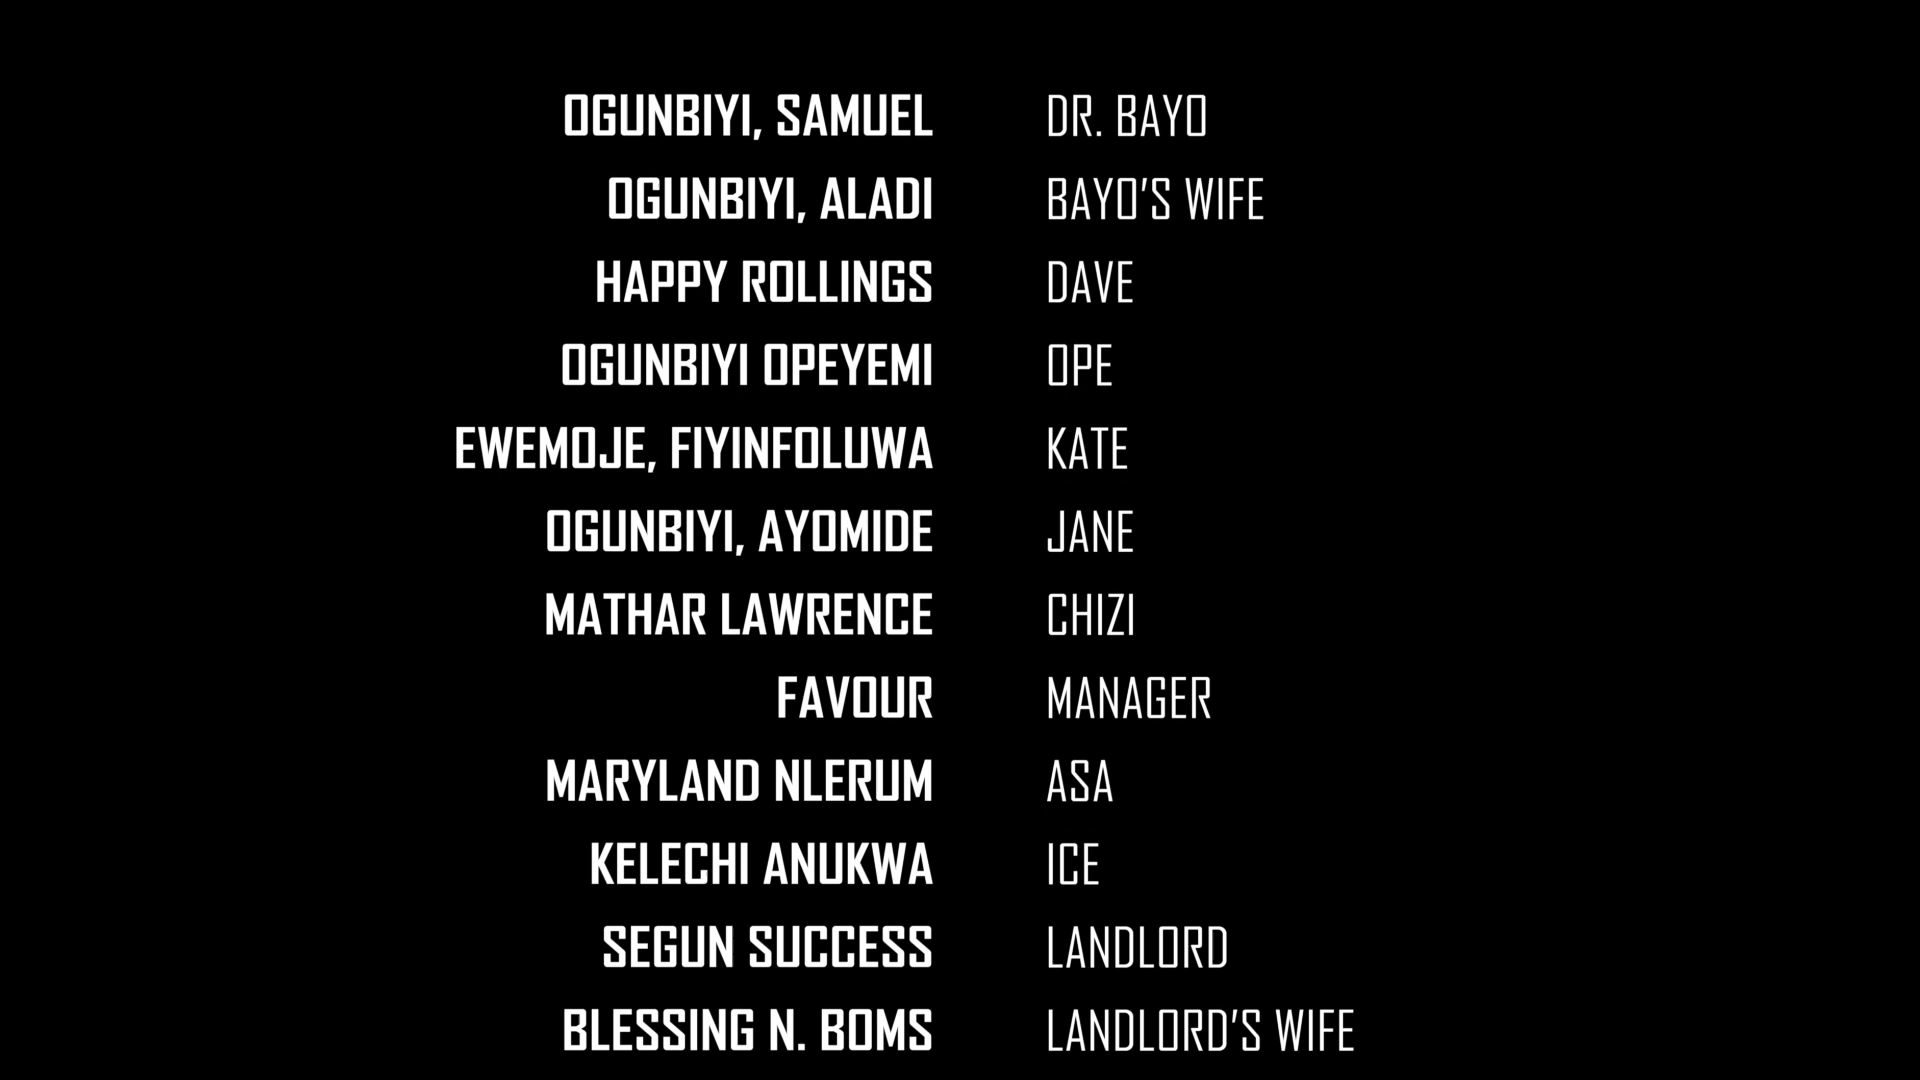 OGUNBIYI, SAMUEL DR. BAYO
OGUNBIYI, ALADI BAYO'S WIFE
HAPPY ROLLINGS DAVE
OGUNBIYI OPEYEMI OPE
EWEMOJE, FIYINFOLUWA KATE
OGUNBIYI, AYOMIDE JANE
MATHAR LAWRENCE CHIZI
FAVOUR MANAGER
MARYLAND NLERUM ASA
KELECHI ANUKWA ICE
SEGUN SUCCESS LANDLORD
BLESSING N. BOMS LANDLORD'S WIFE